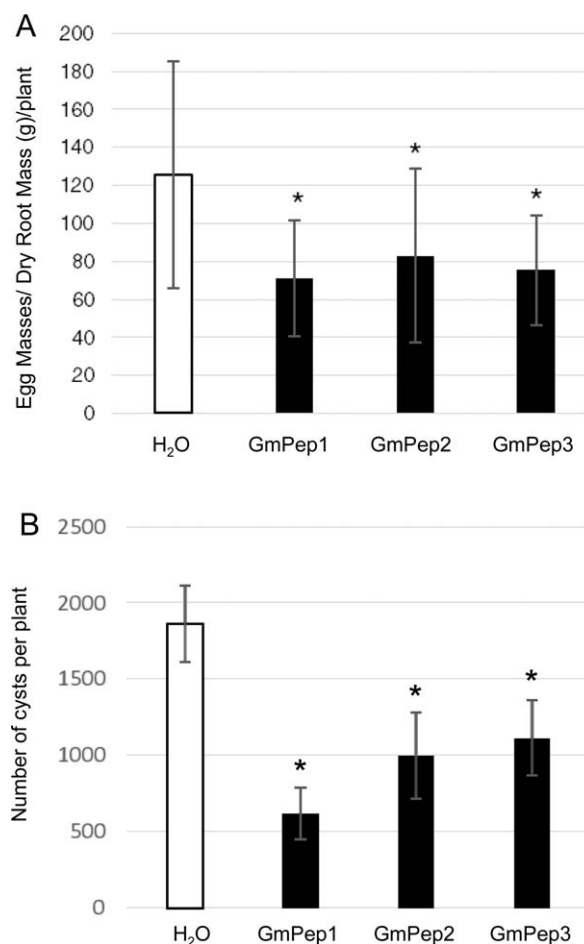 A
Egg Masses/ Dry Root Mass (g)/plant
200
180
160
140
120
100
80
60
40
20
0
*
*
*
H₂O
GmPep1
GmPep2
GmPep3
B
Number of cysts per plant
2500
2000
1500
1000
500
0
*
*
*
H₂O
GmPep1
GmPep2
GmPep3